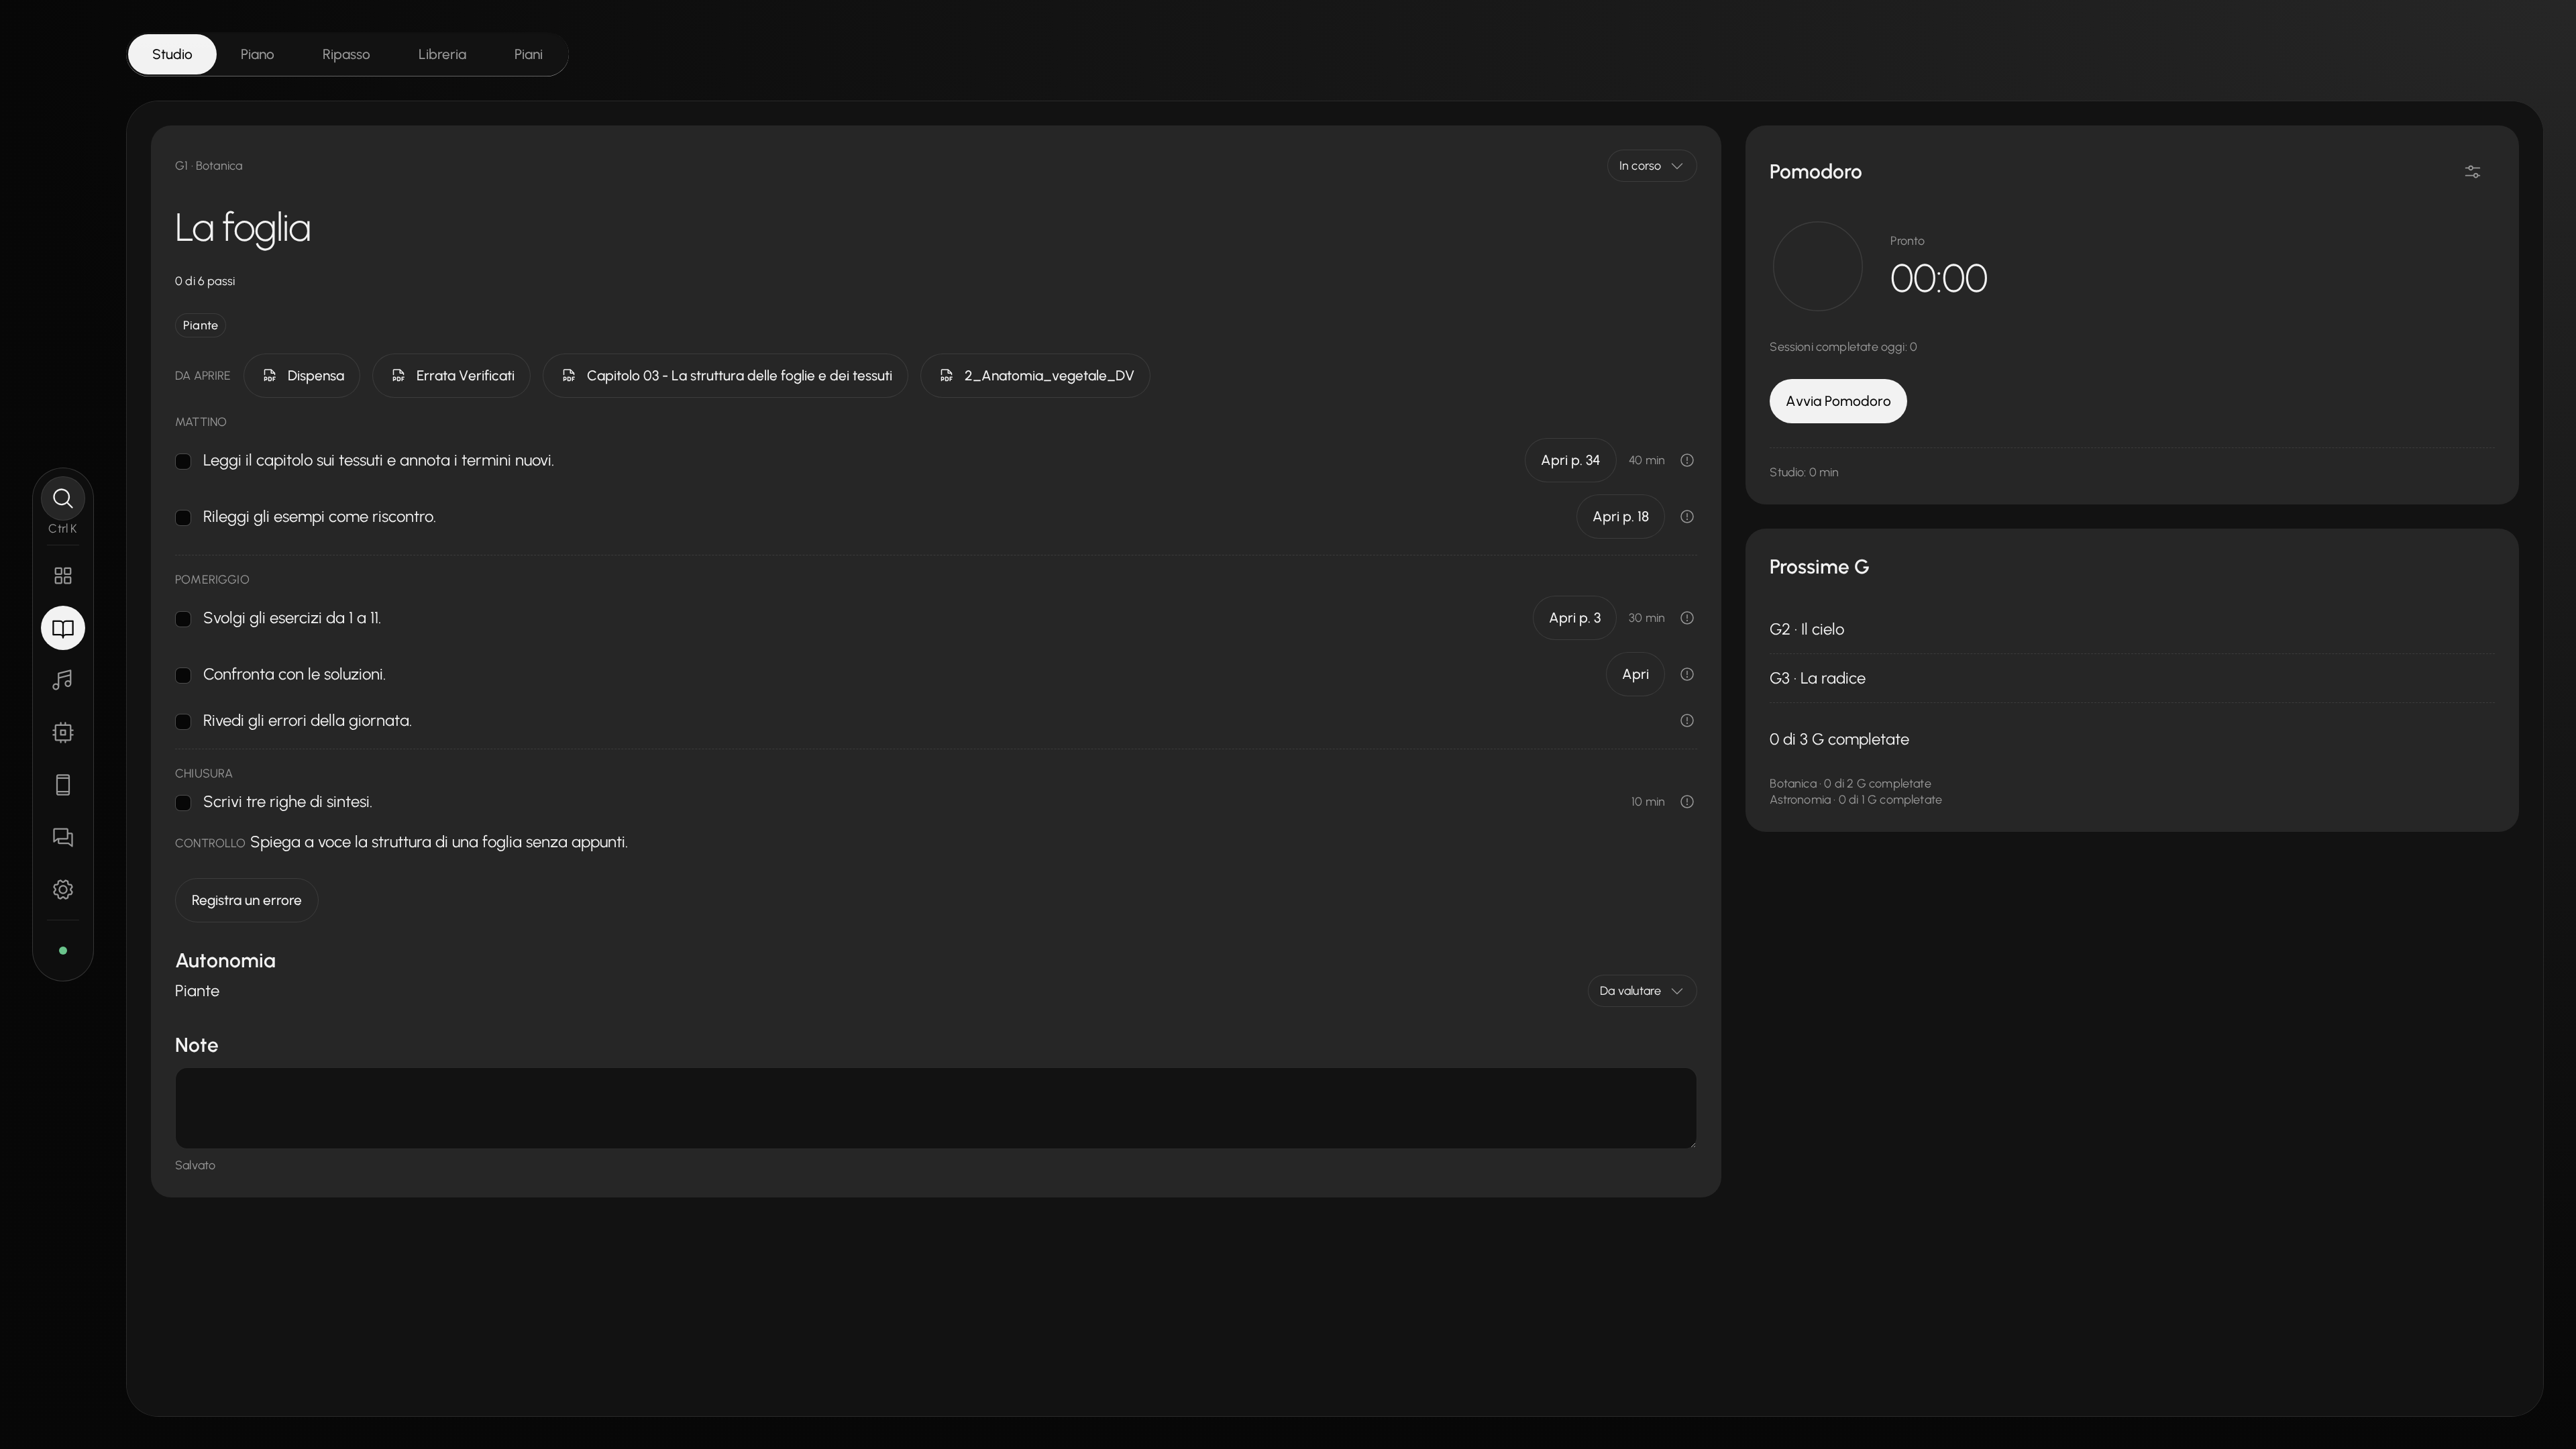 Studio
Piano
Ripasso
Libreria
Piani
Ctrl K
G1 · Botanica
In corso
La foglia
0 di 6 passi
Piante
DA APRIRE
Dispensa
Errata Verificati
Capitolo 03 - La struttura delle foglie e dei tessuti
2_Anatomia_vegetale_DV
MATTINO
Leggi il capitolo sui tessuti e annota i termini nuovi.
Apri p. 34
40 min
Rileggi gli esempi come riscontro.
Apri p. 18
POMERIGGIO
Svolgi gli esercizi da 1 a 11.
Apri p. 3
30 min
Confronta con le soluzioni.
Apri
Rivedi gli errori della giornata.
CHIUSURA
Scrivi tre righe di sintesi.
10 min
CONTROLLO Spiega a voce la struttura di una foglia senza appunti.
Registra un errore
Autonomia
Piante
Da valutare
Note
Salvato
Pomodoro
Pronto
00:00
Sessioni completate oggi: 0
Avvia Pomodoro
Studio: 0 min
Prossime G
G2 · Il cielo
G3 · La radice
0 di 3 G completate
Botanica · 0 di 2 G completate
Astronomia · 0 di 1 G completate